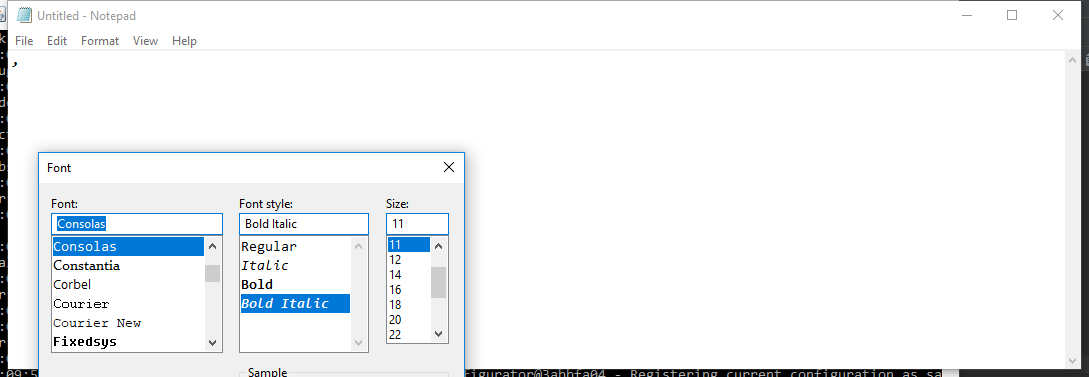 Untitled - Notepad
File Edit Format View Help
,
Font
Font: Font style: Size:
Consolas Bold Italic 11
Consolas Regular 11
Constantia Italic 12
Corbel Bold 14
Courier Bold Italic 16
Courier New 18
Fixedsys 20
22
Sample
:09:5 figurator@3abbfa04 - Registering current configuration as sa